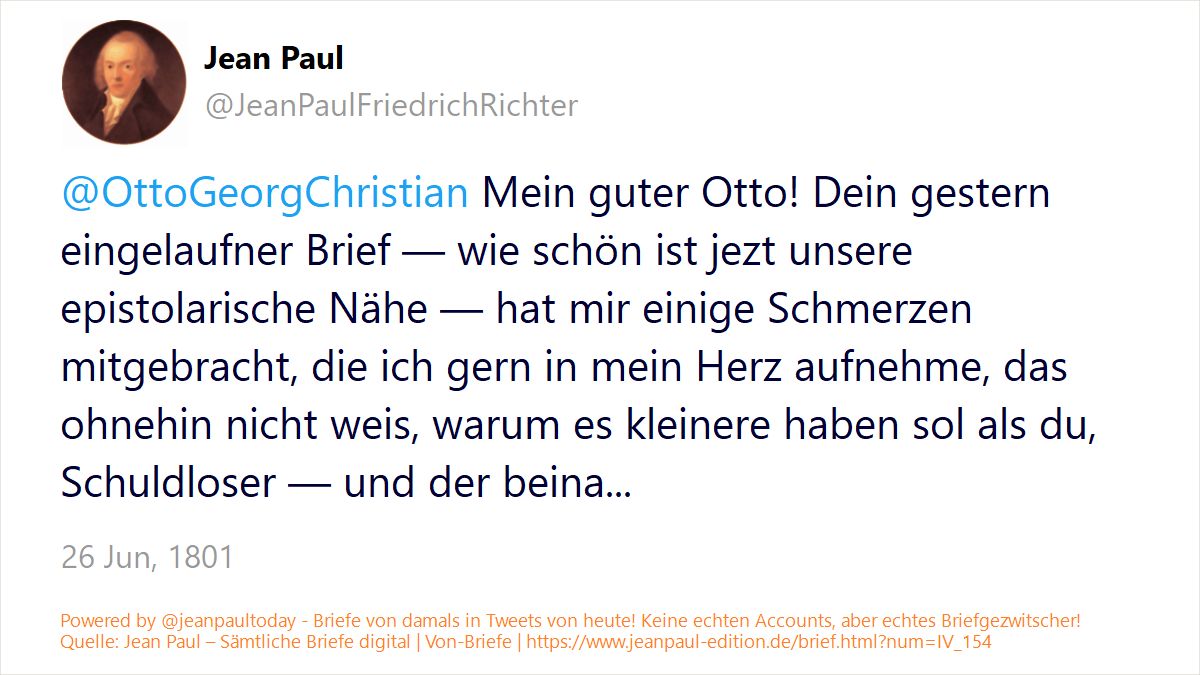 Jean Paul
@JeanPaulFriedrichRichter
@OttoGeorgChristian Mein guter Otto! Dein gestern
eingelaufner Brief — wie schön ist jezt unsere
epistolarische Nähe — hat mir einige Schmerzen
mitgebracht, die ich gern in mein Herz aufnehme, das
ohnehin nicht weis, warum es kleinere haben sol als du,
Schuldloser — und der beina...
26 Jun, 1801
Powered by @jeanpaultoday - Briefe von damals in Tweets von heute! Keine echten Accounts, aber echtes Briefgezwitscher!
Quelle: Jean Paul – Sämtliche Briefe digital | Von-Briefe | https://www.jeanpaul-edition.de/brief.html?num=IV_154